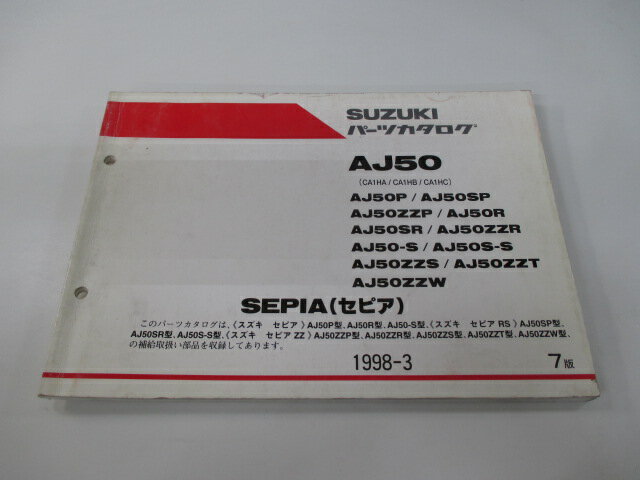 SUZUKI
パーツカタログ
AJ50
(CA1HA / CA1HB / CA1HC)
AJ50P / AJ50SP
AJ50ZZP / AJ50R
AJ50SR / AJ50ZZR
AJ50-S / AJ50S-S
AJ50ZZS / AJ50ZZT
AJ50ZZW
SEPIA(セピア)
このパーツカタログは、〈スズキ セピア〉AJ50P型、AJ50R型、AJ50-S型、〈スズキ セピア RS〉AJ50SP型、
AJ50SR型、AJ50S-S型、〈スズキ セピア ZZ〉AJ50ZZP型、AJ50ZZR型、AJ50ZZS型、AJ50ZZT型、AJ50ZZW型、
の補給取扱い部品を収録してあります。
1998-3 7版